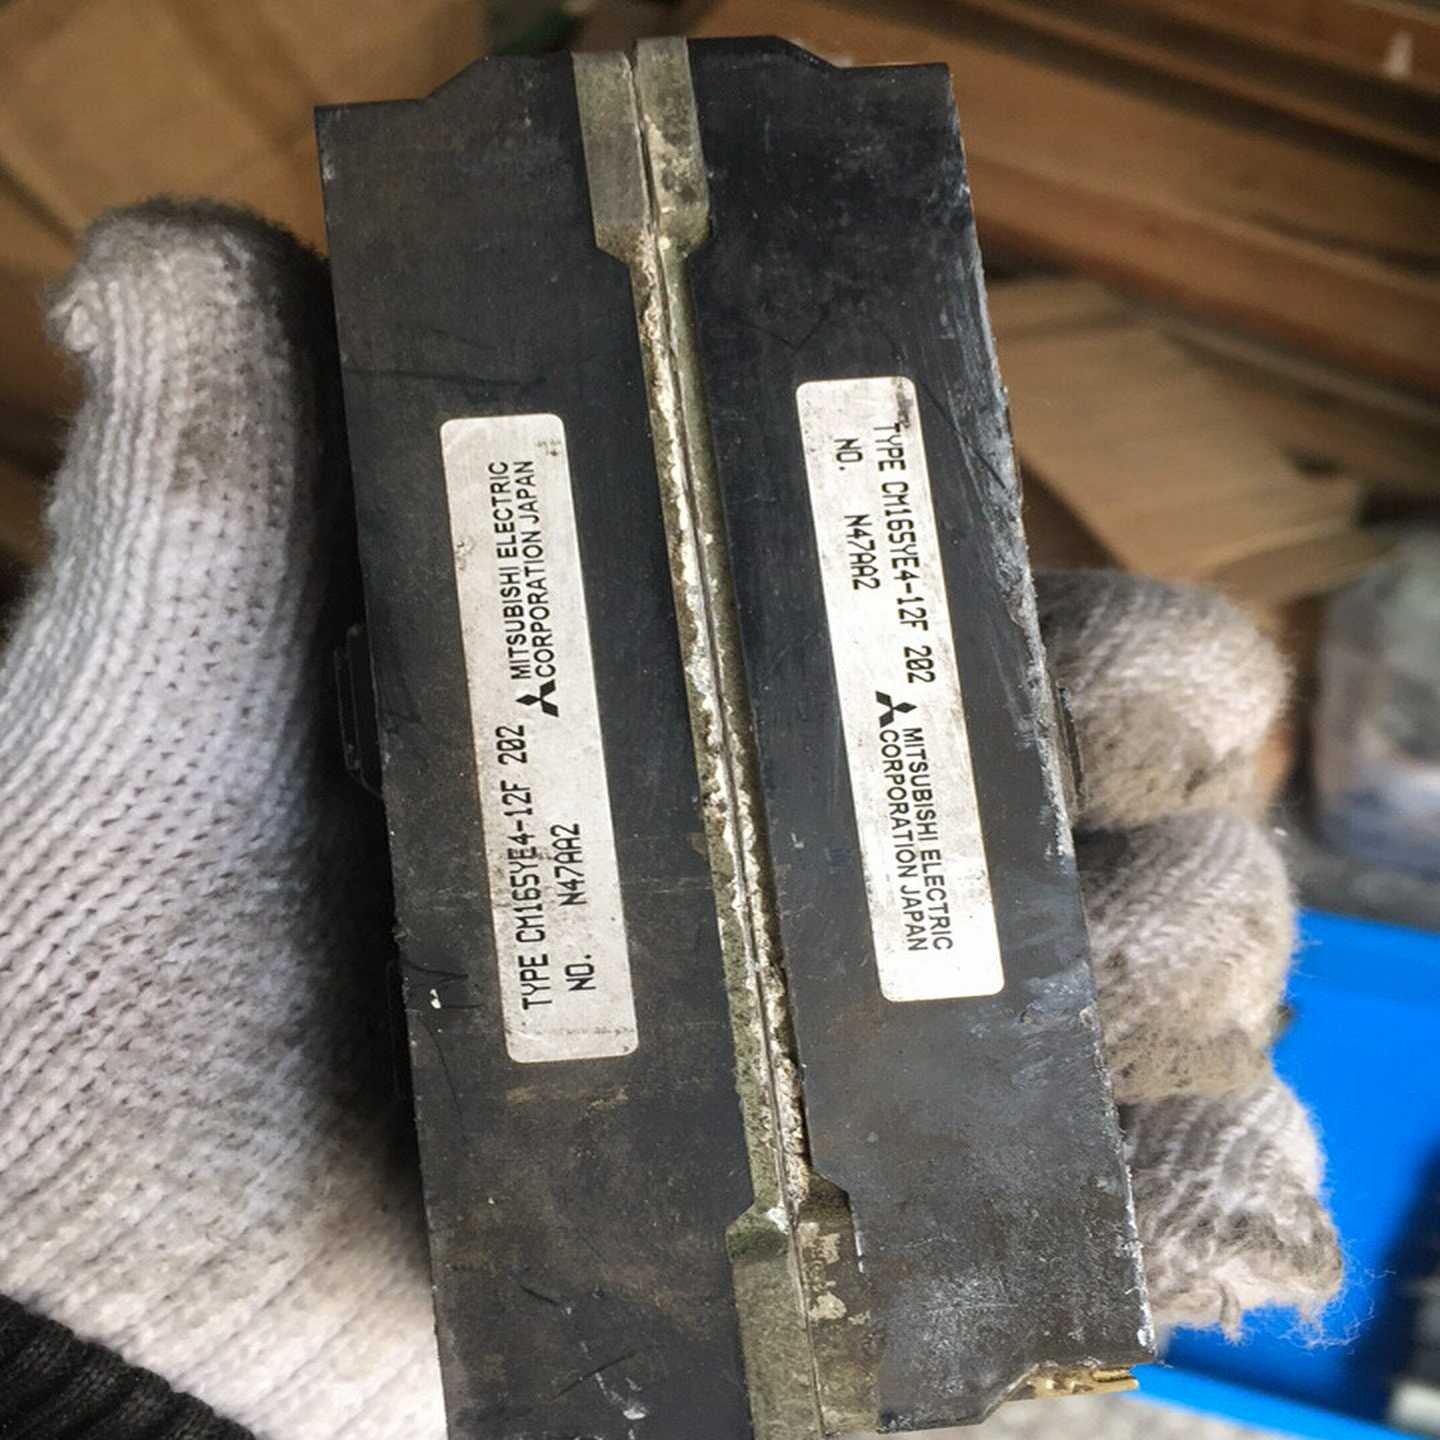 TYPE CM165YE4-12F 202
NO. N47AA2
MITSUBISHI ELECTRIC
CORPORATION JAPAN
TYPE CM165YE4-12F 202
NO. N47AA2
MITSUBISHI ELECTRIC
CORPORATION JAPAN